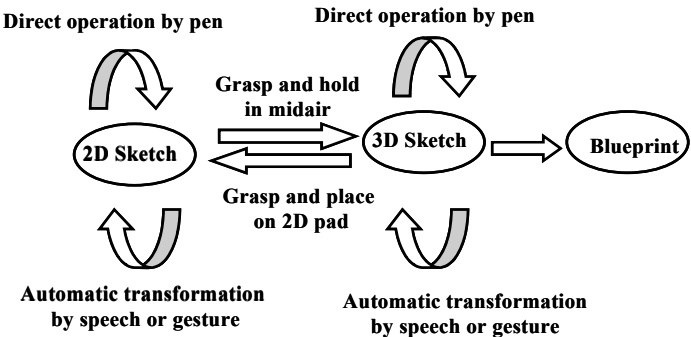 Direct operation by pen
Direct operation by pen
Grasp and hold
in midair
2D Sketch
3D Sketch
Blueprint
Grasp and place
on 2D pad
Automatic transformation
by speech or gesture
Automatic transformation
by speech or gesture